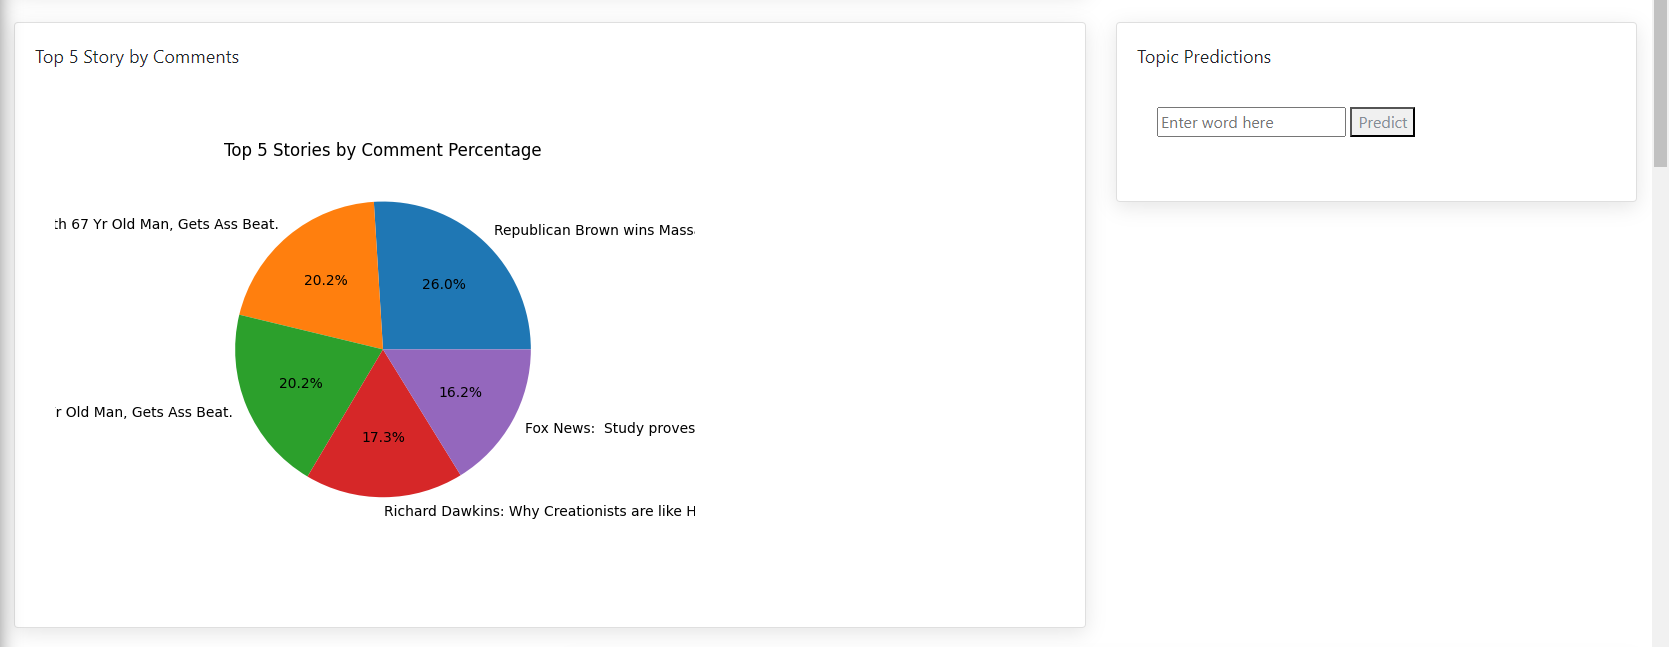 Top 5 Story by Comments
Top 5 Stories by Comment Percentage
th 67 Yr Old Man, Gets Ass Beat.
Republican Brown wins Mass
20.2%
26.0%
20.2%
r Old Man, Gets Ass Beat.
16.2%
Fox News:  Study proves
17.3%
Richard Dawkins: Why Creationists are like H
Topic Predictions
Enter word here
Predict